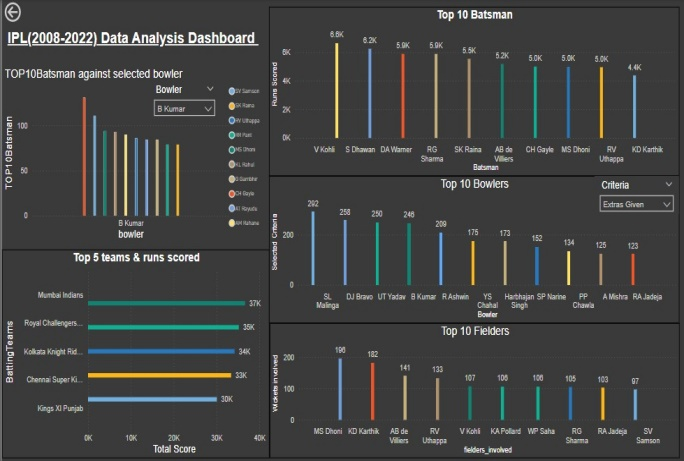 IPL(2008-2022) Data Analysis Dashboard
TOP10Batsman against selected bowler
Bowler
B Kumar
TOP10Batsman
100
50
0
B Kumar
bowler
SV Samson
SK Raina
RV Uthappa
MS Dhoni
KL Rahul
G Gambhir
CH Gayle
AT Rayudu
AM Rahane
Top 5 teams & runs scored
BattingTeams
Mumbai Indians
37K
Royal Challengers...
35K
Kolkata Knight Rid...
34K
Chennai Super Ki...
33K
Kings XI Punjab
30K
0K 10K 20K 30K 40K
Total Score
Top 10 Batsman
Runs Scored
6K
4K
2K
0K
6.6K 6.2K 5.9K 5.9K 5.5K 5.2K 5.0K 5.0K 5.0K 4.4K
V Kohli S Dhawan DA Warner RG Sharma SK Raina AB de Villiers CH Gayle MS Dhoni RV Uthappa KD Karthik
Batsman
Top 10 Bowlers
Criteria
Extras Given
Selected Criteria
200
0
292 258 250 246 209 175 173 152 134 125 123
SL Malinga DJ Bravo UT Yadav B Kumar R Ashwin YS Chahal Harbhajan Singh SP Narine PP Chawla A Mishra RA Jadeja
Bowler
Top 10 Fielders
Wickets involved
200
100
0
196 182 141 133 107 106 106 105 103 97
MS Dhoni KD Karthik AB de Villiers RV Uthappa V Kohli KA Pollard WP Saha RG Sharma RA Jadeja SV Samson
fielders_involved